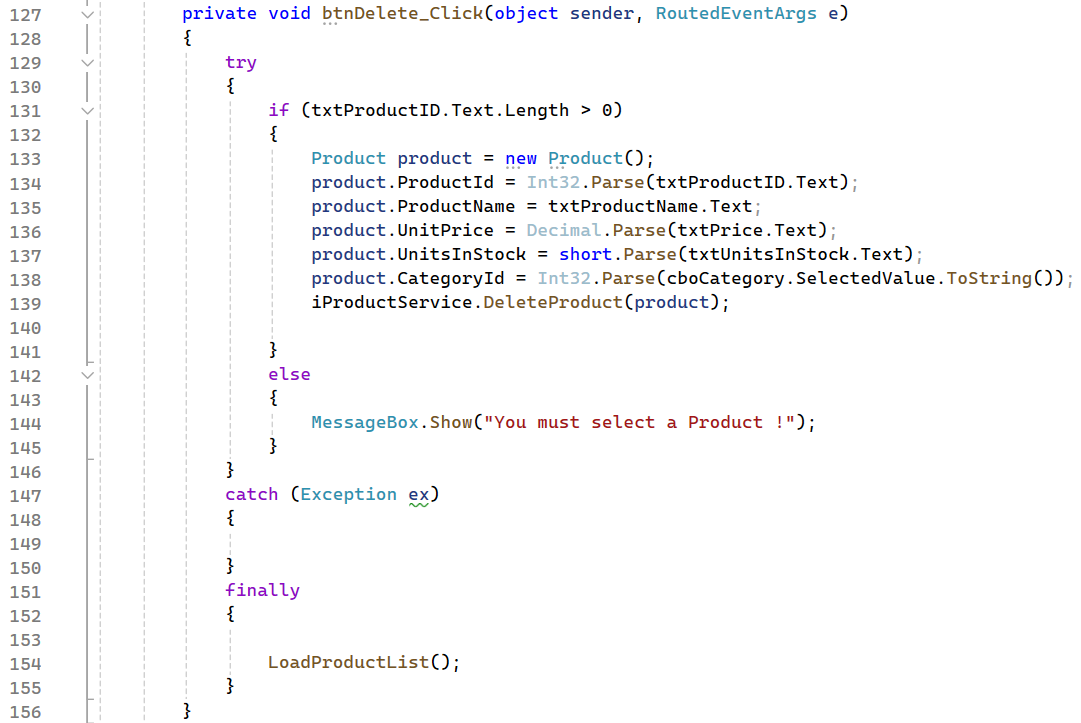 127 private void btnDelete_Click(object sender, RoutedEventArgs e)
128 {
129 try
130 {
131 if (txtProductID.Text.Length > 0)
132 {
133 Product product = new Product();
134 product.ProductId = Int32.Parse(txtProductID.Text);
135 product.ProductName = txtProductName.Text;
136 product.UnitPrice = Decimal.Parse(txtPrice.Text);
137 product.UnitsInStock = short.Parse(txtUnitsInStock.Text);
138 product.CategoryId = Int32.Parse(cboCategory.SelectedValue.ToString());
139 iProductService.DeleteProduct(product);
140
141 }
142 else
143 {
144 MessageBox.Show("You must select a Product !");
145 }
146 }
147 catch (Exception ex)
148 {
149
150 }
151 finally
152 {
153
154 LoadProductList();
155 }
156 }